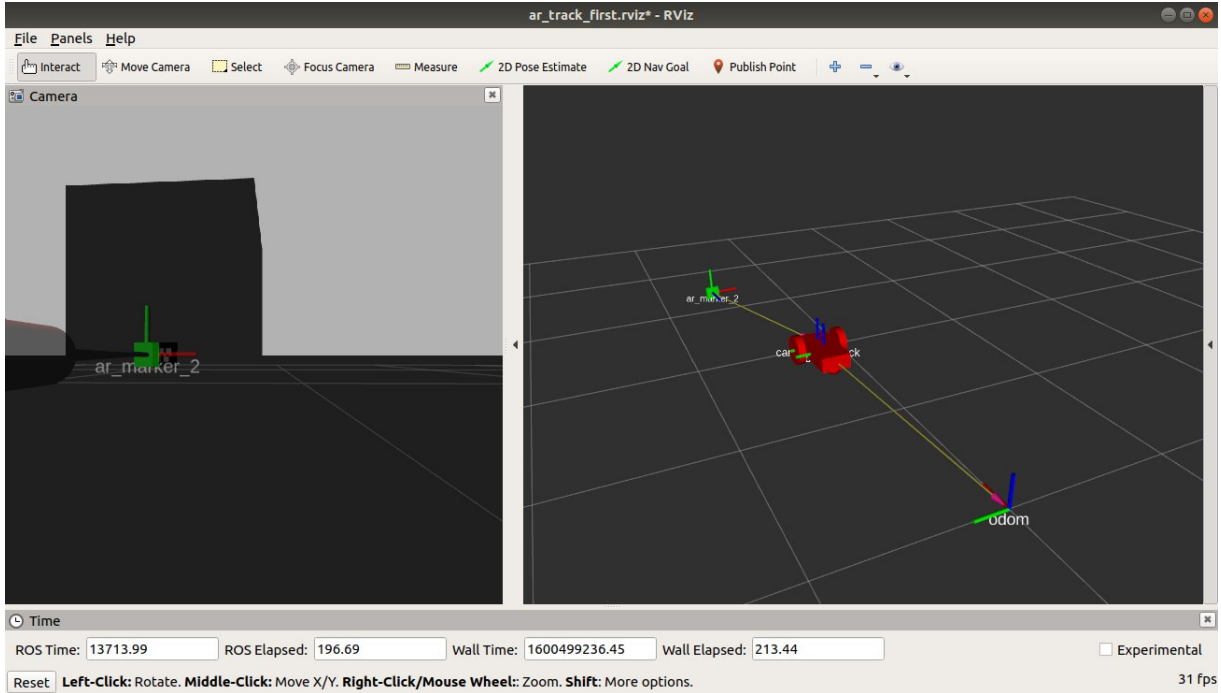 ar_track_first.rviz* - RViz
File Panels Help
Interact Move Camera Select Focus Camera Measure 2D Pose Estimate 2D Nav Goal Publish Point
Camera
ar_marker_2
ar_marker_2
odom
Time
ROS Time: 13713.99 ROS Elapsed: 196.69 Wall Time: 1600499236.45 Wall Elapsed: 213.44 Experimental
Reset Left-Click: Rotate. Middle-Click: Move X/Y. Right-Click/Mouse Wheel:: Zoom. Shift: More options. 31 fps